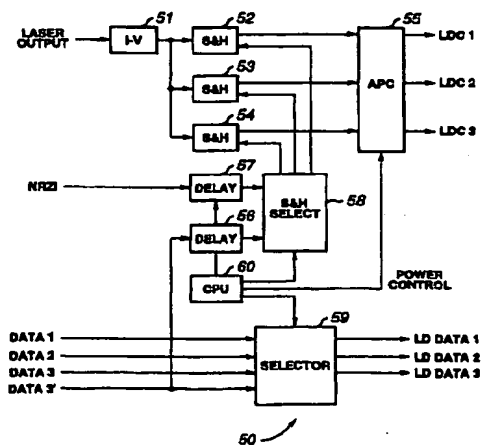 51
52
55
LASER OUTPUT
I-V
S&H
LDC 1
53
S&H
APC
LDC 2
54
S&H
LDC 3
57
NRZI
DELAY
S&H SELECT
58
56
DELAY
60
CPU
POWER CONTROL
59
DATA 1
LD DATA 1
DATA 2
SELECTOR
LD DATA 2
DATA 3
LD DATA 3
DATA 3'
50